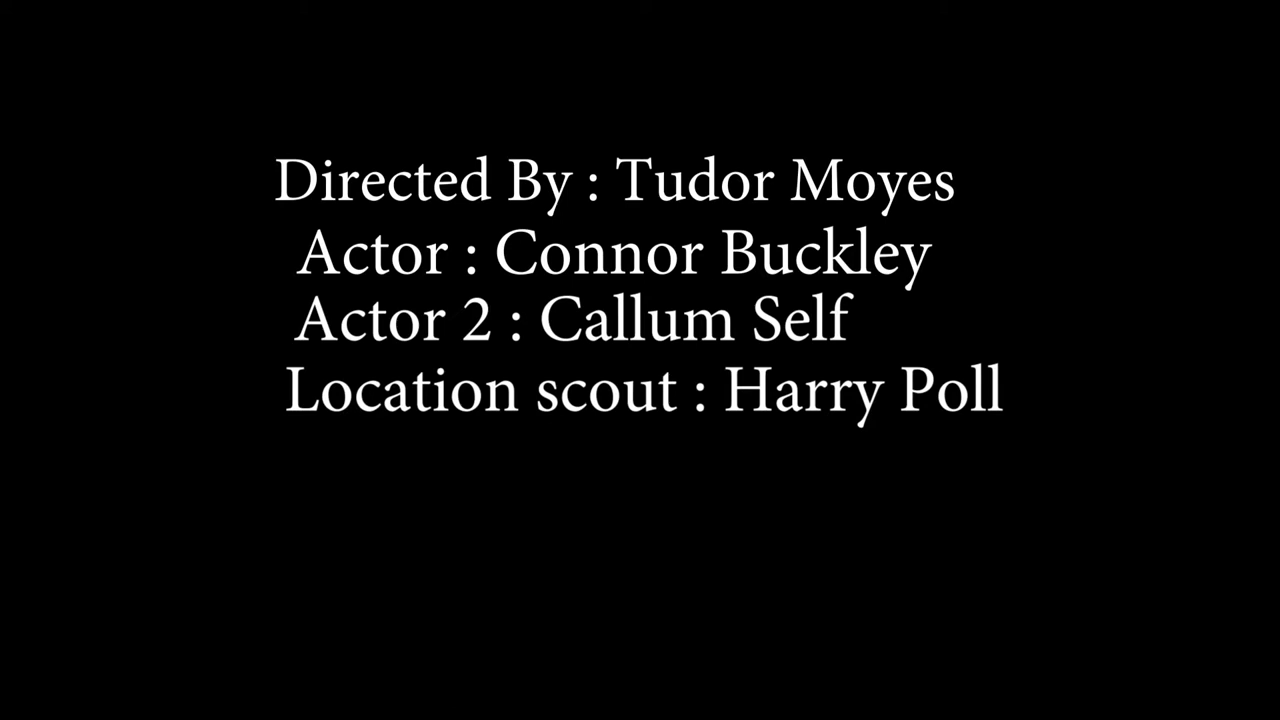 Directed By : Tudor Moyes
Actor : Connor Buckley
Actor 2 : Callum Self
Location scout : Harry Poll